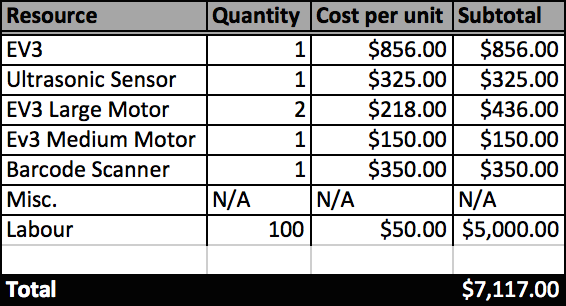 Resource Quantity Cost per unit Subtotal
EV3 1 $856.00 $856.00
Ultrasonic Sensor 1 $325.00 $325.00
EV3 Large Motor 2 $218.00 $436.00
Ev3 Medium Motor 1 $150.00 $150.00
Barcode Scanner 1 $350.00 $350.00
Misc. N/A N/A N/A
Labour 100 $50.00 $5,000.00
Total $7,117.00